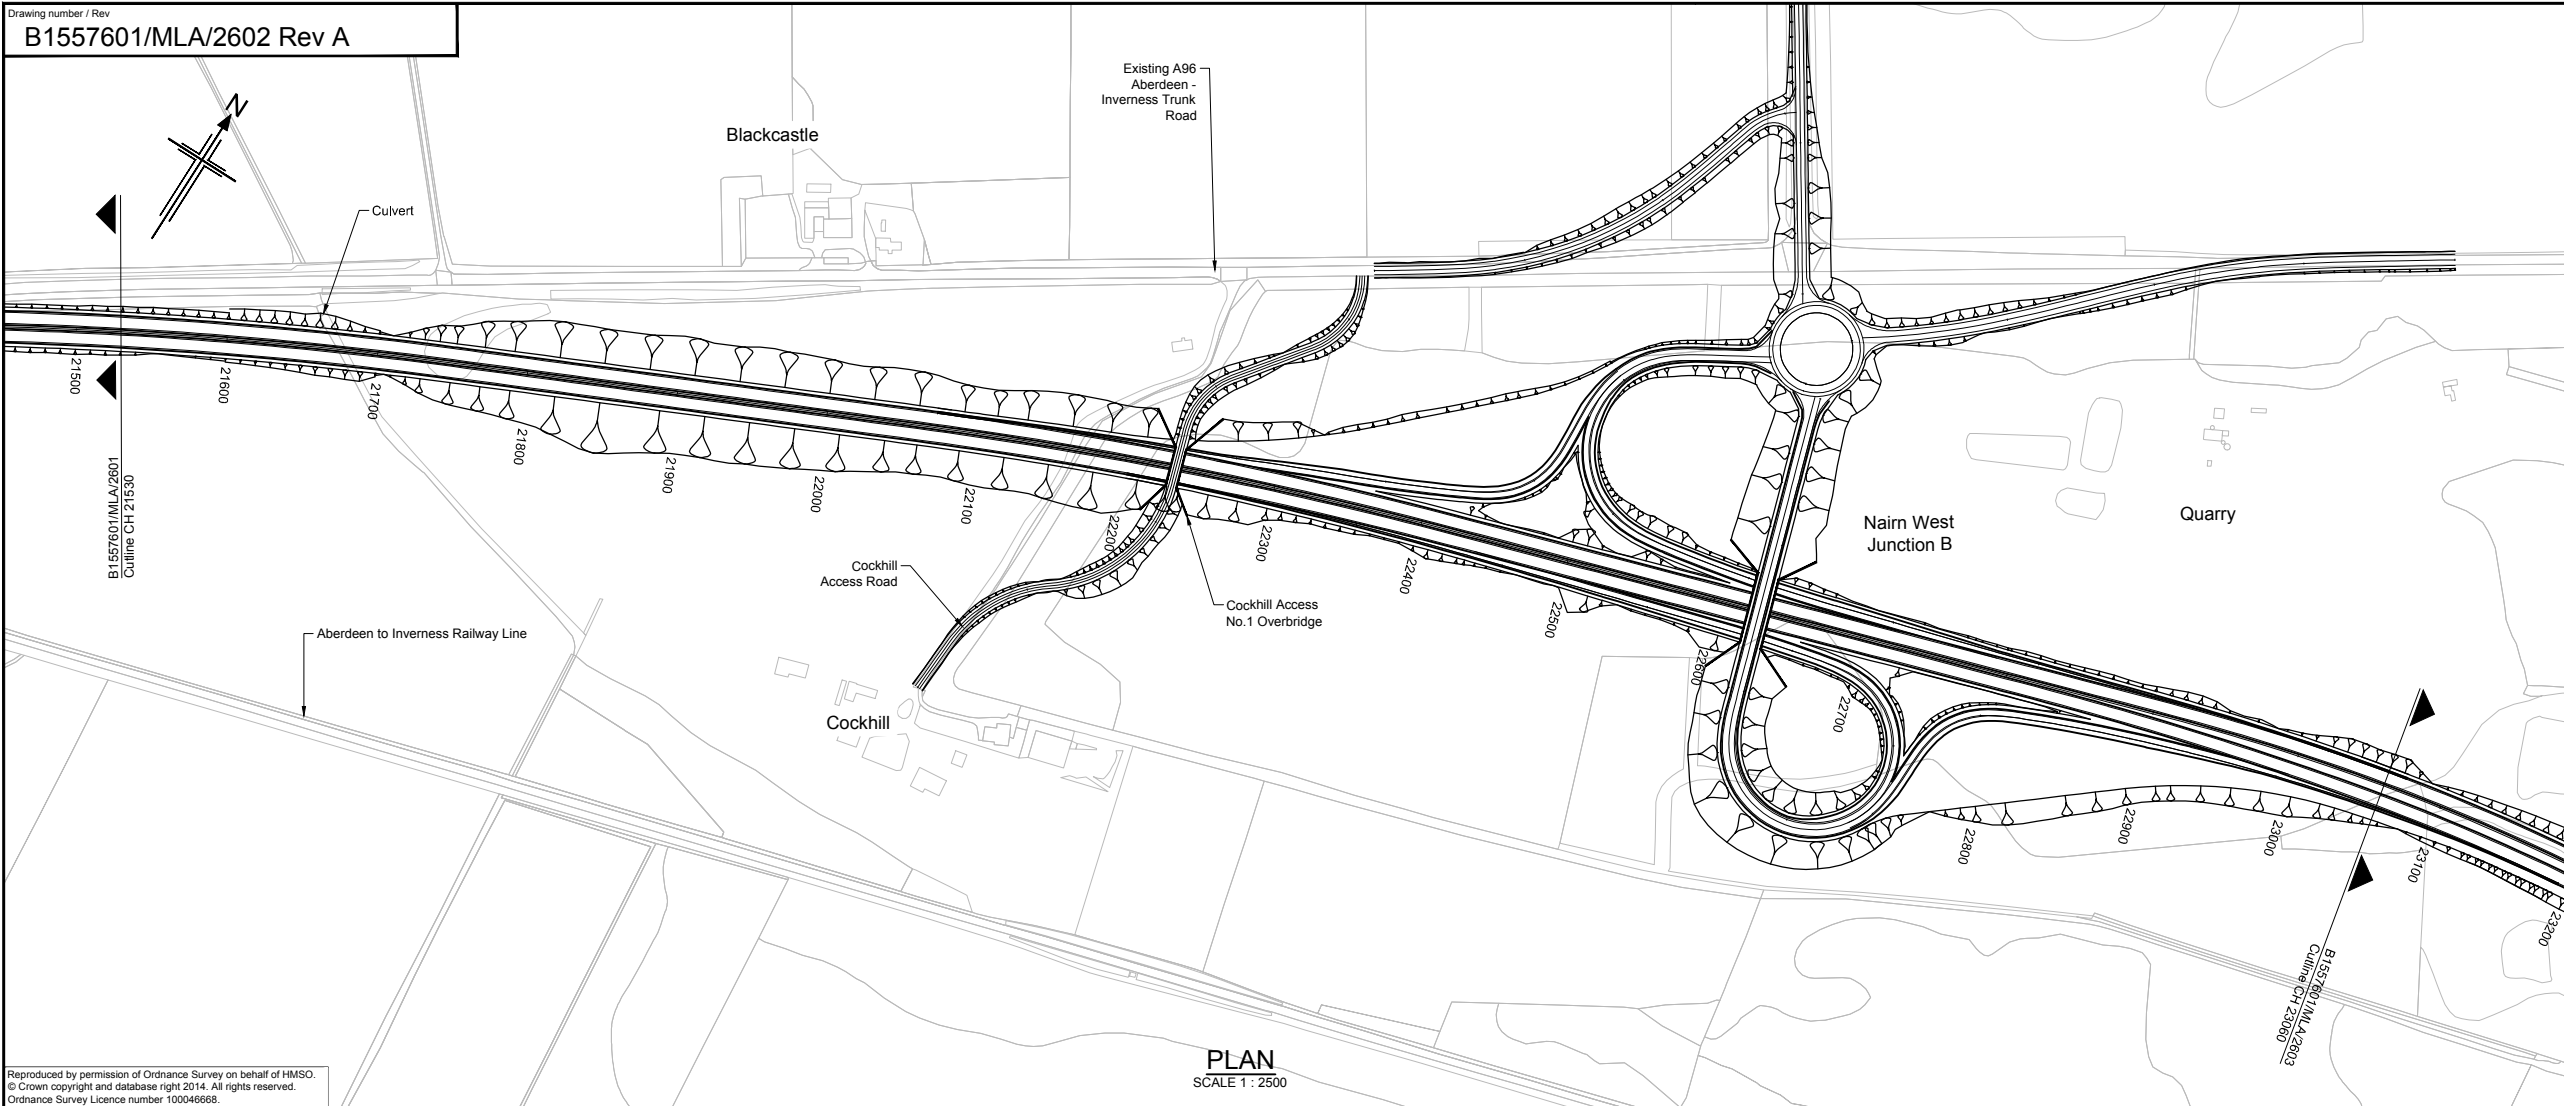 Drawing number / Rev
B1557601/MLA/2602 Rev A
N
Culvert
Blackcastle
Existing A96
Aberdeen -
Inverness Trunk
Road
21500
21600
21700
21800
21900
22000
22100
22200
22300
22400
22500
22600
22700
22800
22900
23000
23100
23200
B1557601/MLA/2601
Cutline CH 21530
Cockhill
Access Road
Cockhill Access
No.1 Overbridge
Nairn West
Junction B
Quarry
Aberdeen to Inverness Railway Line
Cockhill
B1557601/MLA/2603
Cutline CH 23060
PLAN
SCALE 1 : 2500
Reproduced by permission of Ordnance Survey on behalf of HMSO.
© Crown copyright and database right 2014. All rights reserved.
Ordnance Survey Licence number 100046668.